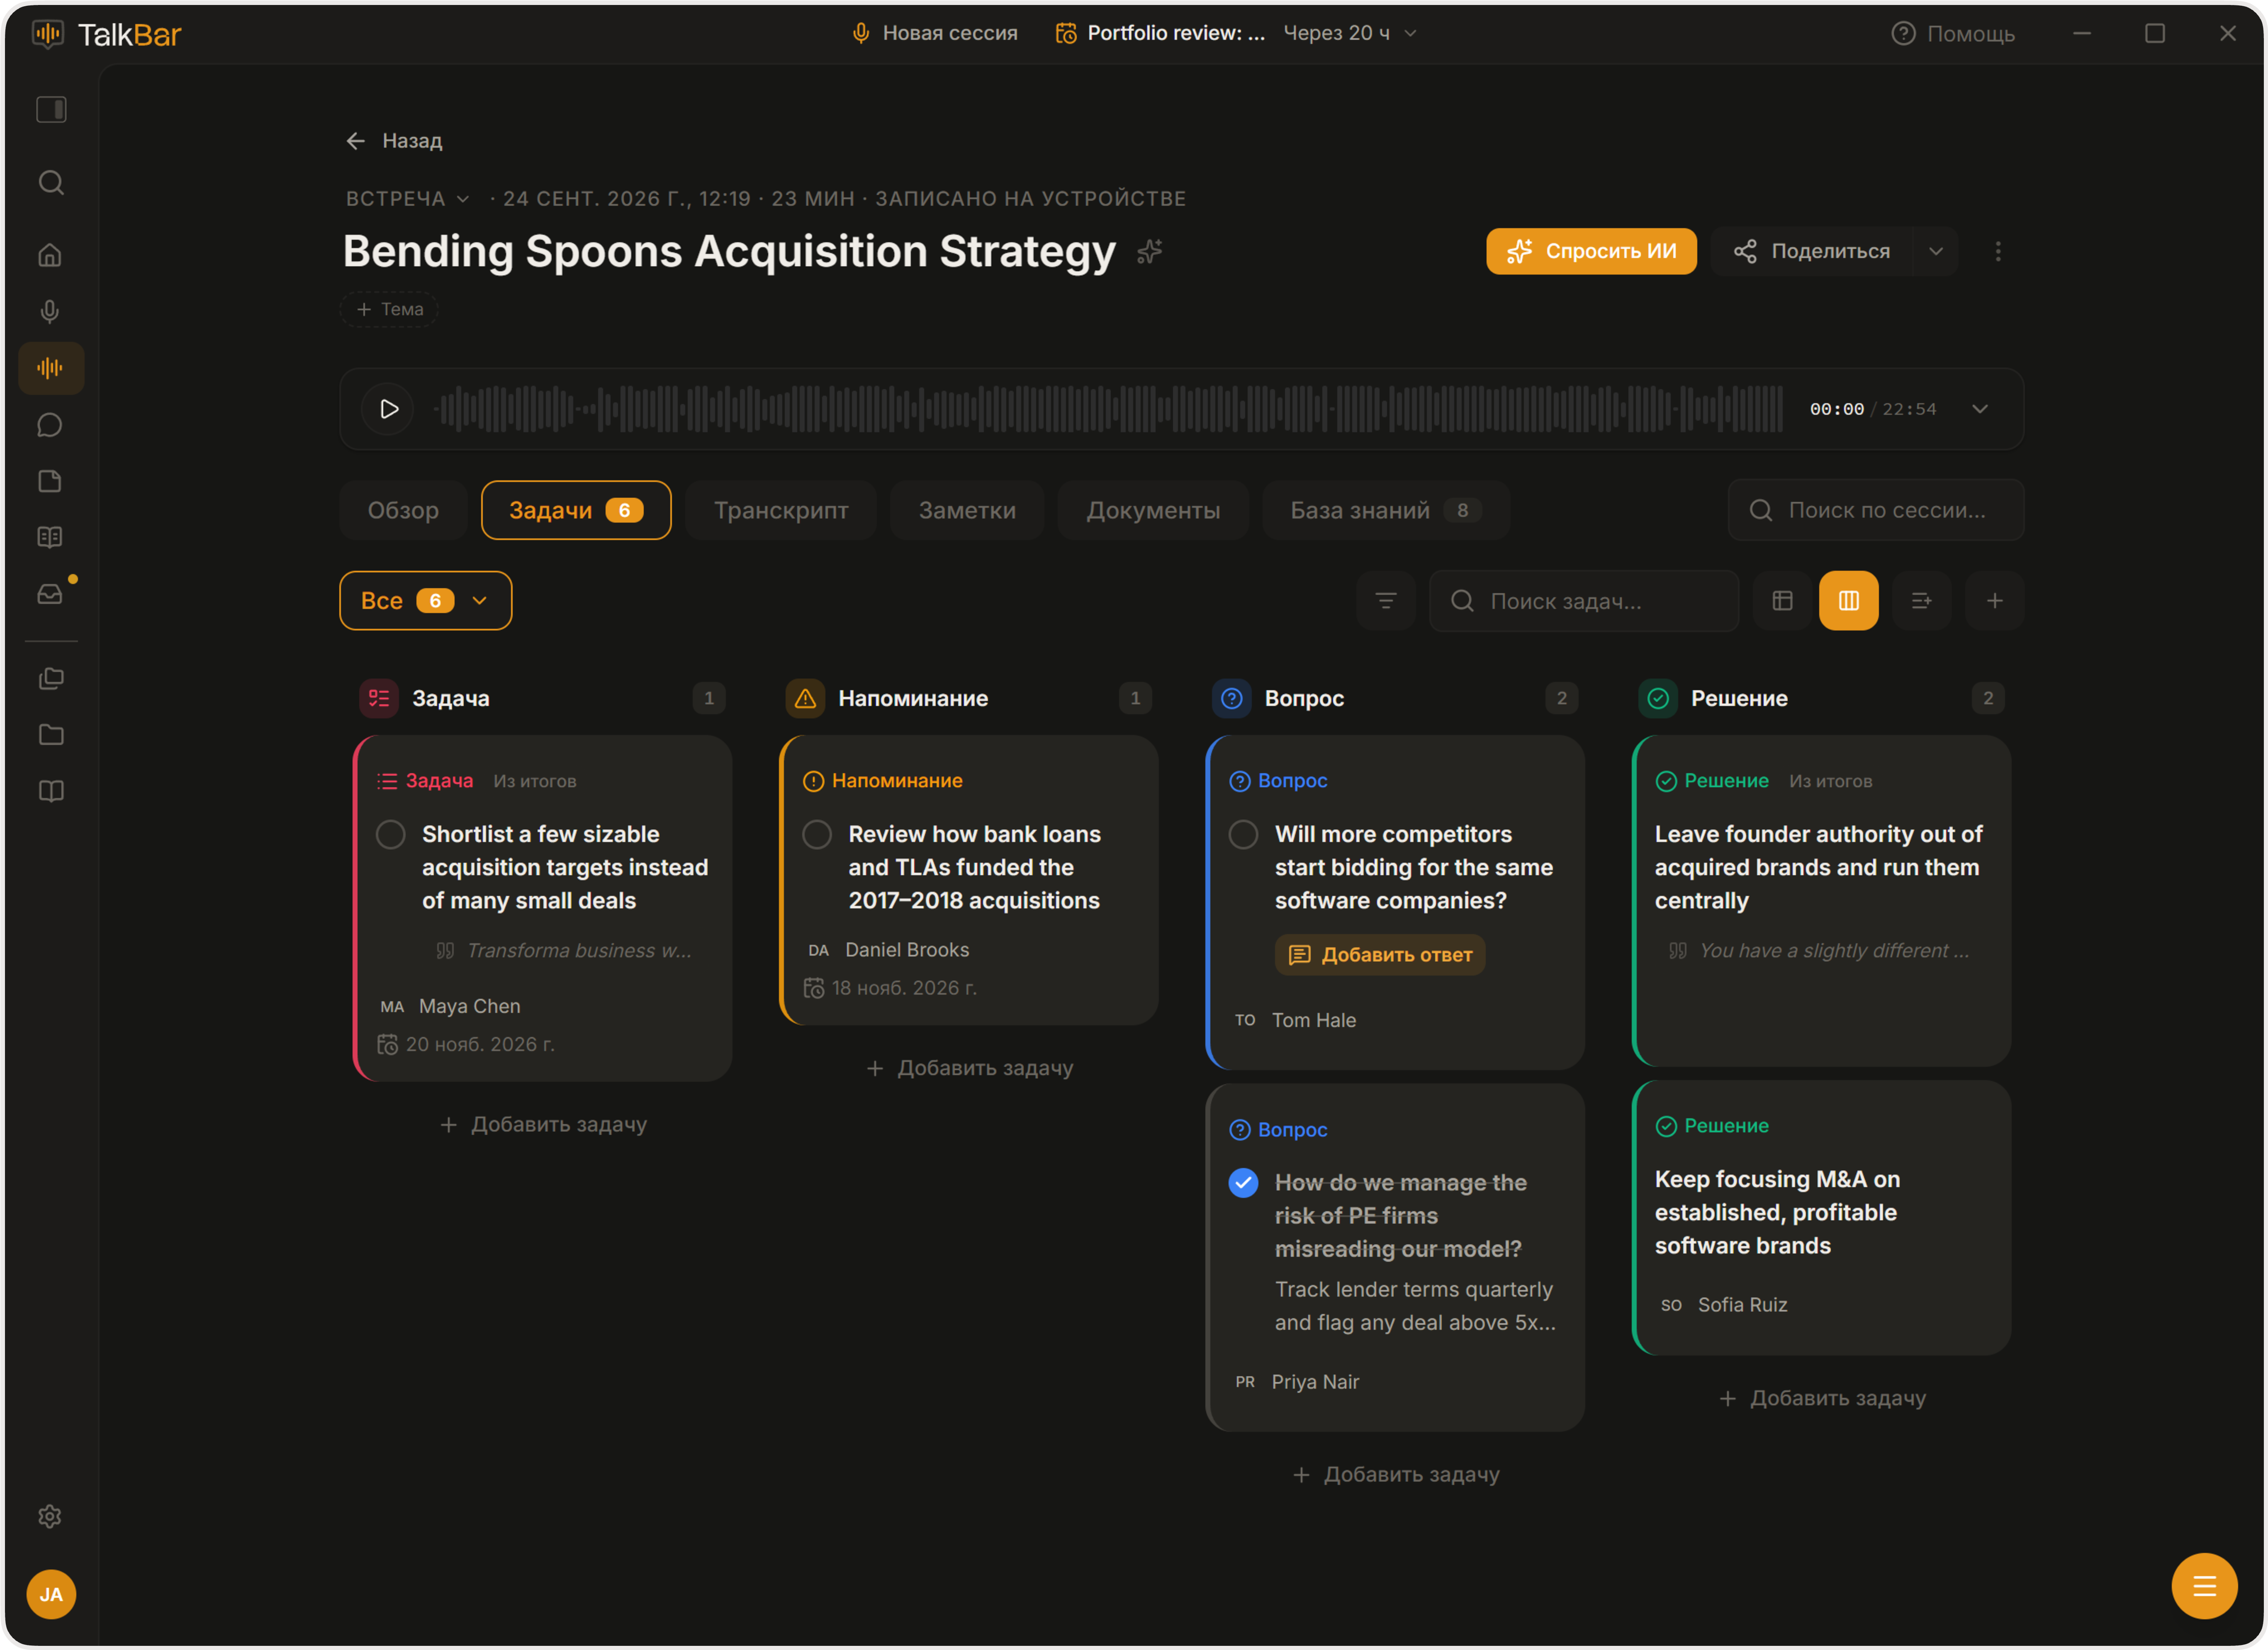 TalkBar
Новая сессия
Portfolio review: ... Через 20 ч
Помощь
Назад
ВСТРЕЧА · 24 СЕНТ. 2026 Г., 12:19 · 23 МИН · ЗАПИСАНО НА УСТРОЙСТВЕ
Bending Spoons Acquisition Strategy
Спросить ИИ
Поделиться
+ Тема
00:00 / 22:54
Обзор
Задачи 6
Транскрипт
Заметки
Документы
База знаний 8
Поиск по сессии...
Все 6
Поиск задач...
Задача 1
Задача Из итогов
Shortlist a few sizable
acquisition targets instead
of many small deals
Transforma business w...
MA Maya Chen
20 нояб. 2026 г.
+ Добавить задачу
Напоминание 1
Напоминание
Review how bank loans
and TLAs funded the
2017–2018 acquisitions
DA Daniel Brooks
18 нояб. 2026 г.
+ Добавить задачу
Вопрос 2
Вопрос
Will more competitors
start bidding for the same
software companies?
Добавить ответ
TO Tom Hale
Вопрос
How do we manage the
risk of PE firms
misreading our model?
Track lender terms quarterly
and flag any deal above 5x...
PR Priya Nair
+ Добавить задачу
Решение 2
Решение Из итогов
Leave founder authority out of
acquired brands and run them
centrally
You have a slightly different ...
Решение
Keep focusing M&A on
established, profitable
software brands
SO Sofia Ruiz
+ Добавить задачу
JA